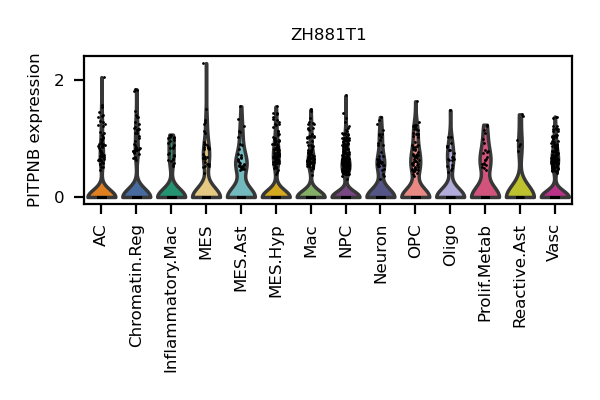 ZH881T1
PITPNB expression
2
0
AC
Chromatin.Reg
Inflammatory.Mac
MES
MES.Ast
MES.Hyp
Mac
NPC
Neuron
OPC
Oligo
Prolif.Metab
Reactive.Ast
Vasc